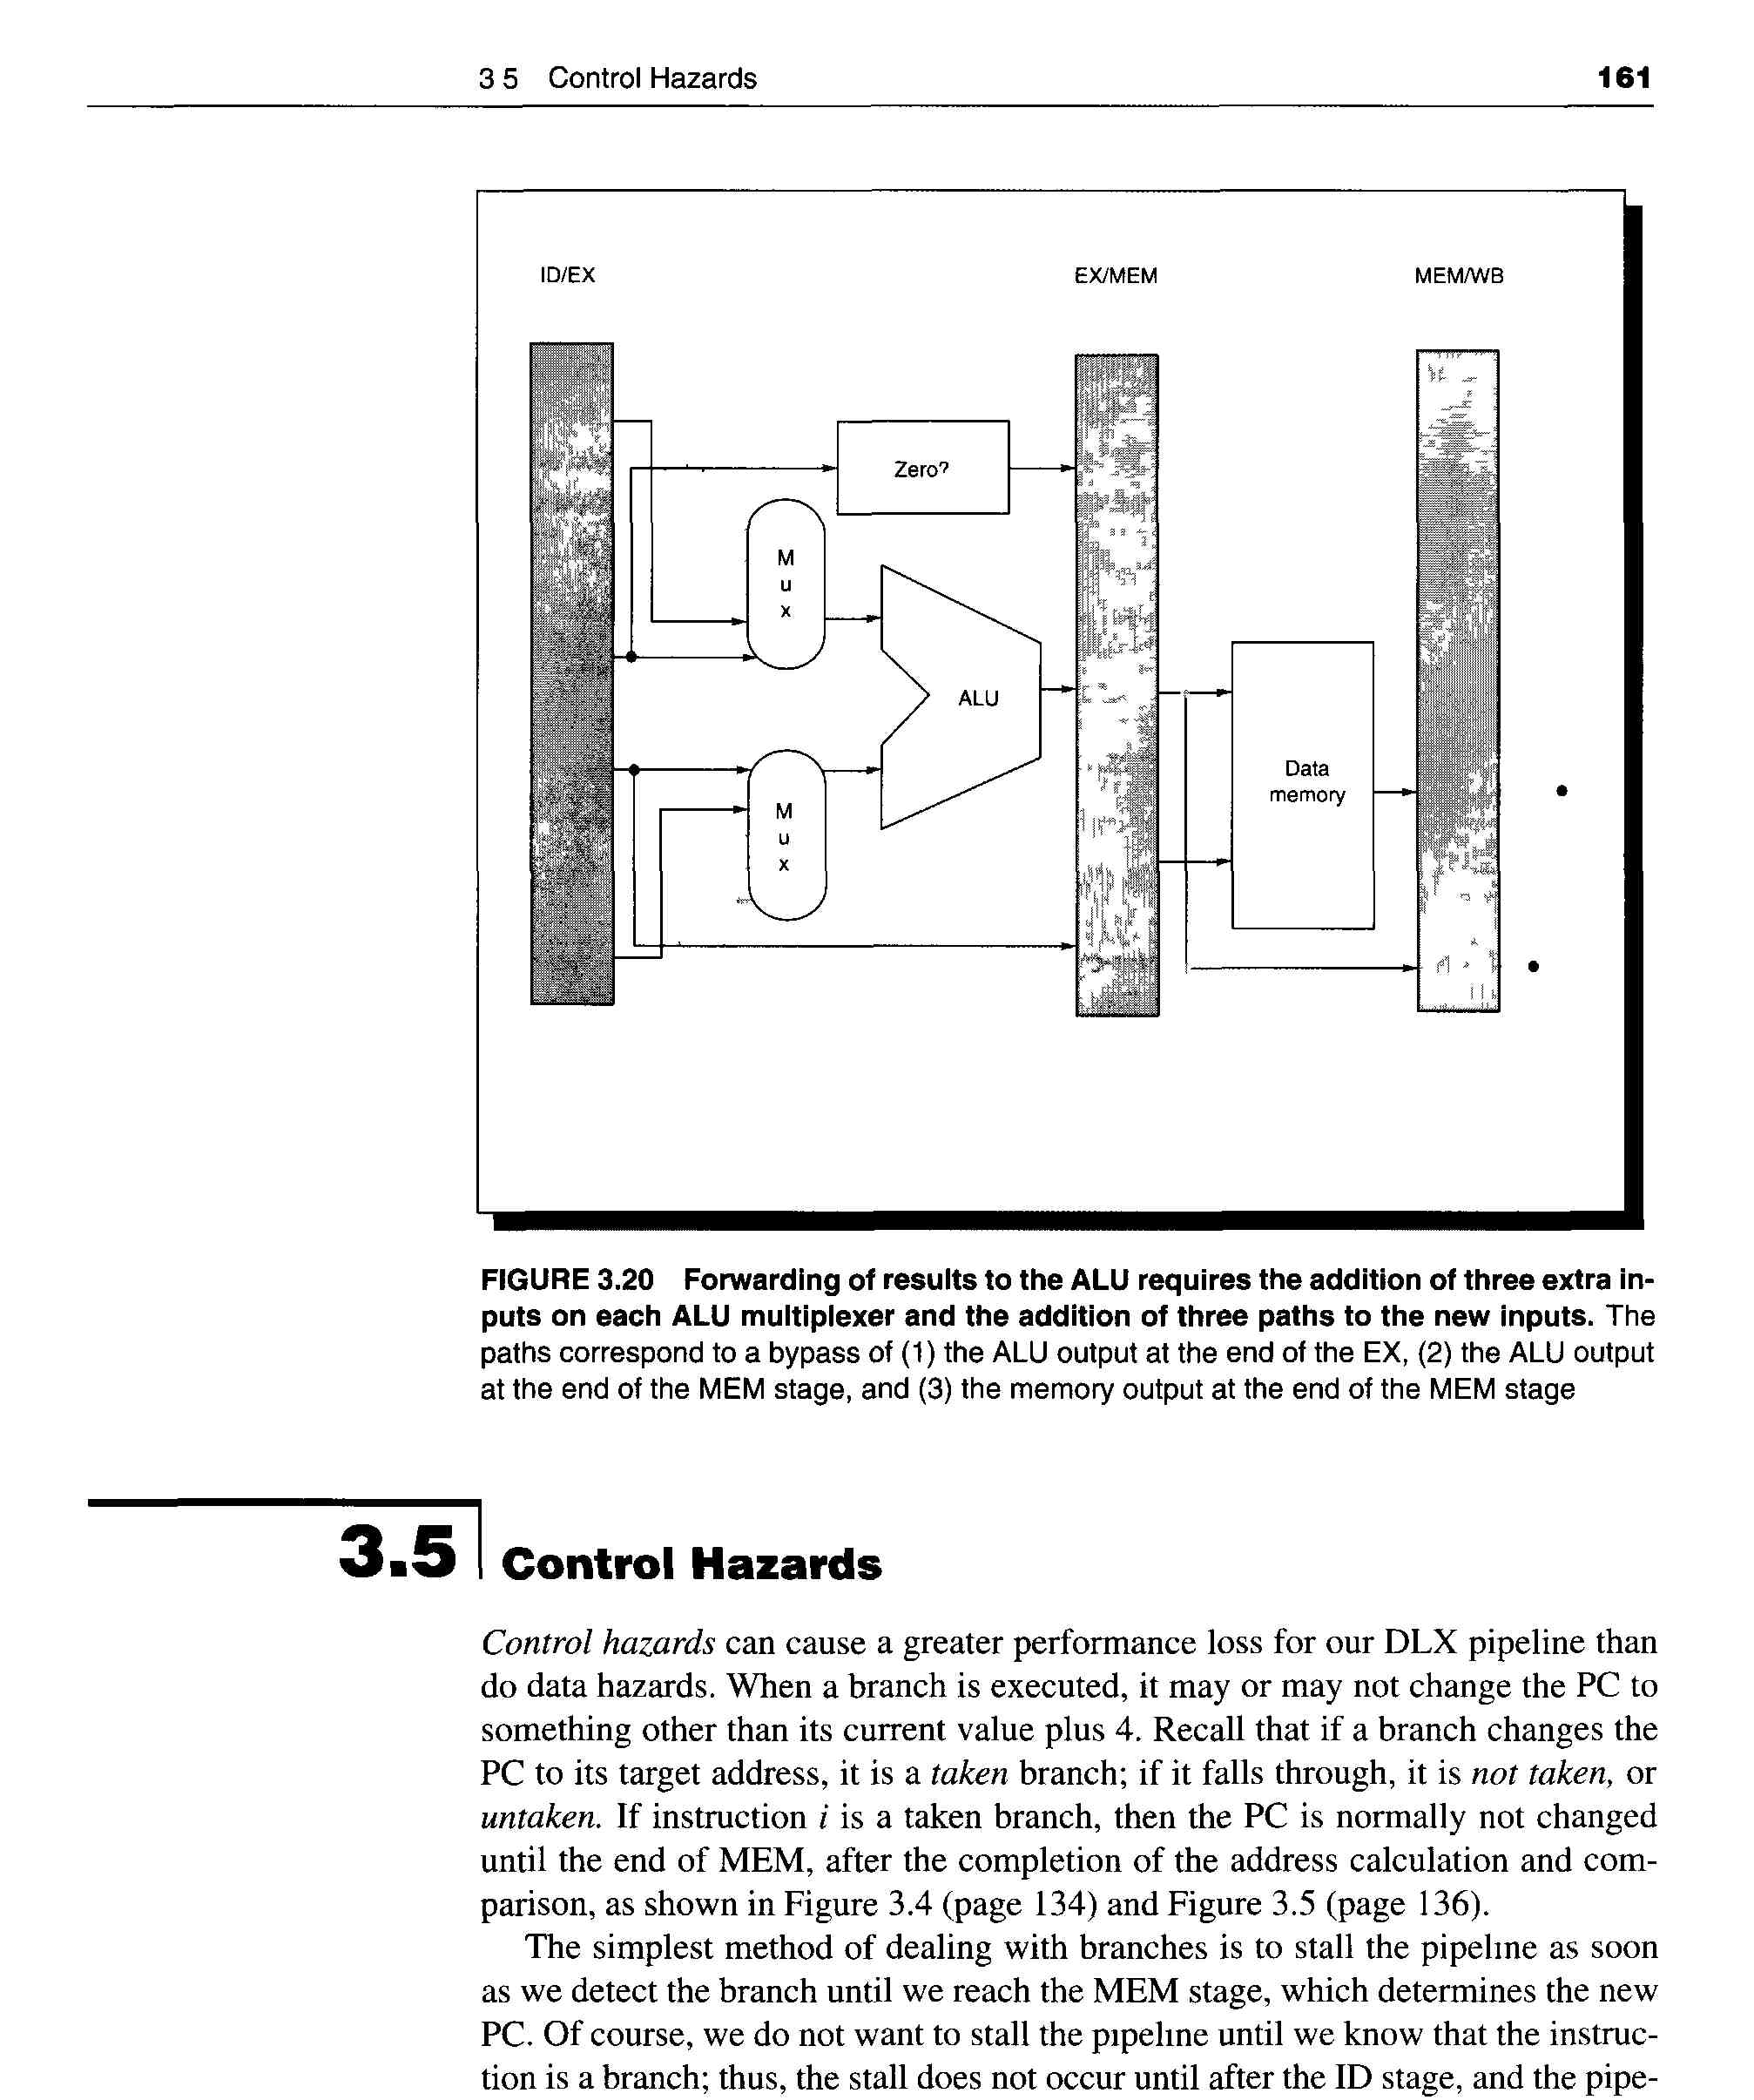 3 5 Control Hazards 161
ID/EX EX/MEM MEM/WB
Zero?
M
u
x
ALU
Data
memory
M
u
x
FIGURE 3.20 Forwarding of results to the ALU requires the addition of three extra in-
puts on each ALU multiplexer and the addition of three paths to the new inputs. The
paths correspond to a bypass of (1) the ALU output at the end of the EX, (2) the ALU output
at the end of the MEM stage, and (3) the memory output at the end of the MEM stage
3.5 Control Hazards
Control hazards can cause a greater performance loss for our DLX pipeline than
do data hazards. When a branch is executed, it may or may not change the PC to
something other than its current value plus 4. Recall that if a branch changes the
PC to its target address, it is a taken branch; if it falls through, it is not taken, or
untaken. If instruction i is a taken branch, then the PC is normally not changed
until the end of MEM, after the completion of the address calculation and com-
parison, as shown in Figure 3.4 (page 134) and Figure 3.5 (page 136).
The simplest method of dealing with branches is to stall the pipeline as soon
as we detect the branch until we reach the MEM stage, which determines the new
PC. Of course, we do not want to stall the pipeline until we know that the instruc-
tion is a branch; thus, the stall does not occur until after the ID stage, and the pipe-